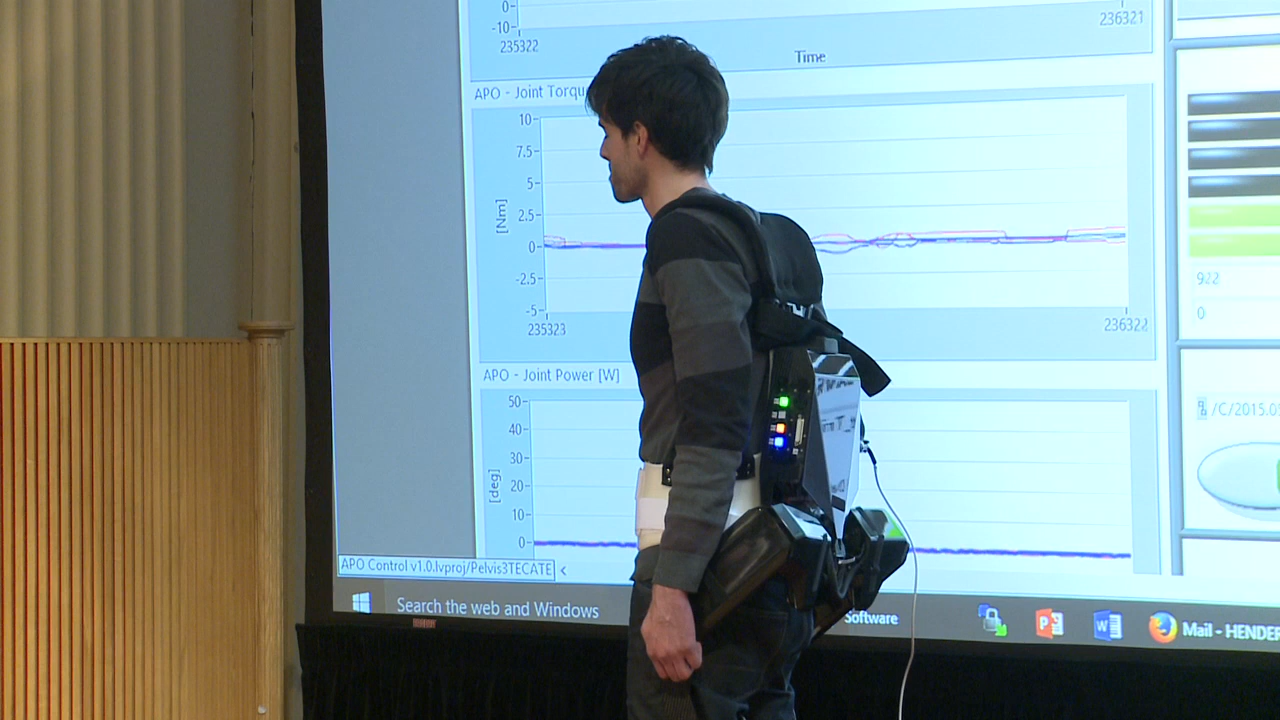 0
-10
235322
236321
Time
APO - Joint Torqu
10
7.5
5
2.5
0
-2.5
-5
[Nm]
235323
236322
922
0
APO - Joint Power [W]
50
40
30
20
10
0
[deg]
/C/2015.0
APO Control v1.0.lvproj/Pelvis3TECATE <
Search the web and Windows
Software
Mail - HENDER